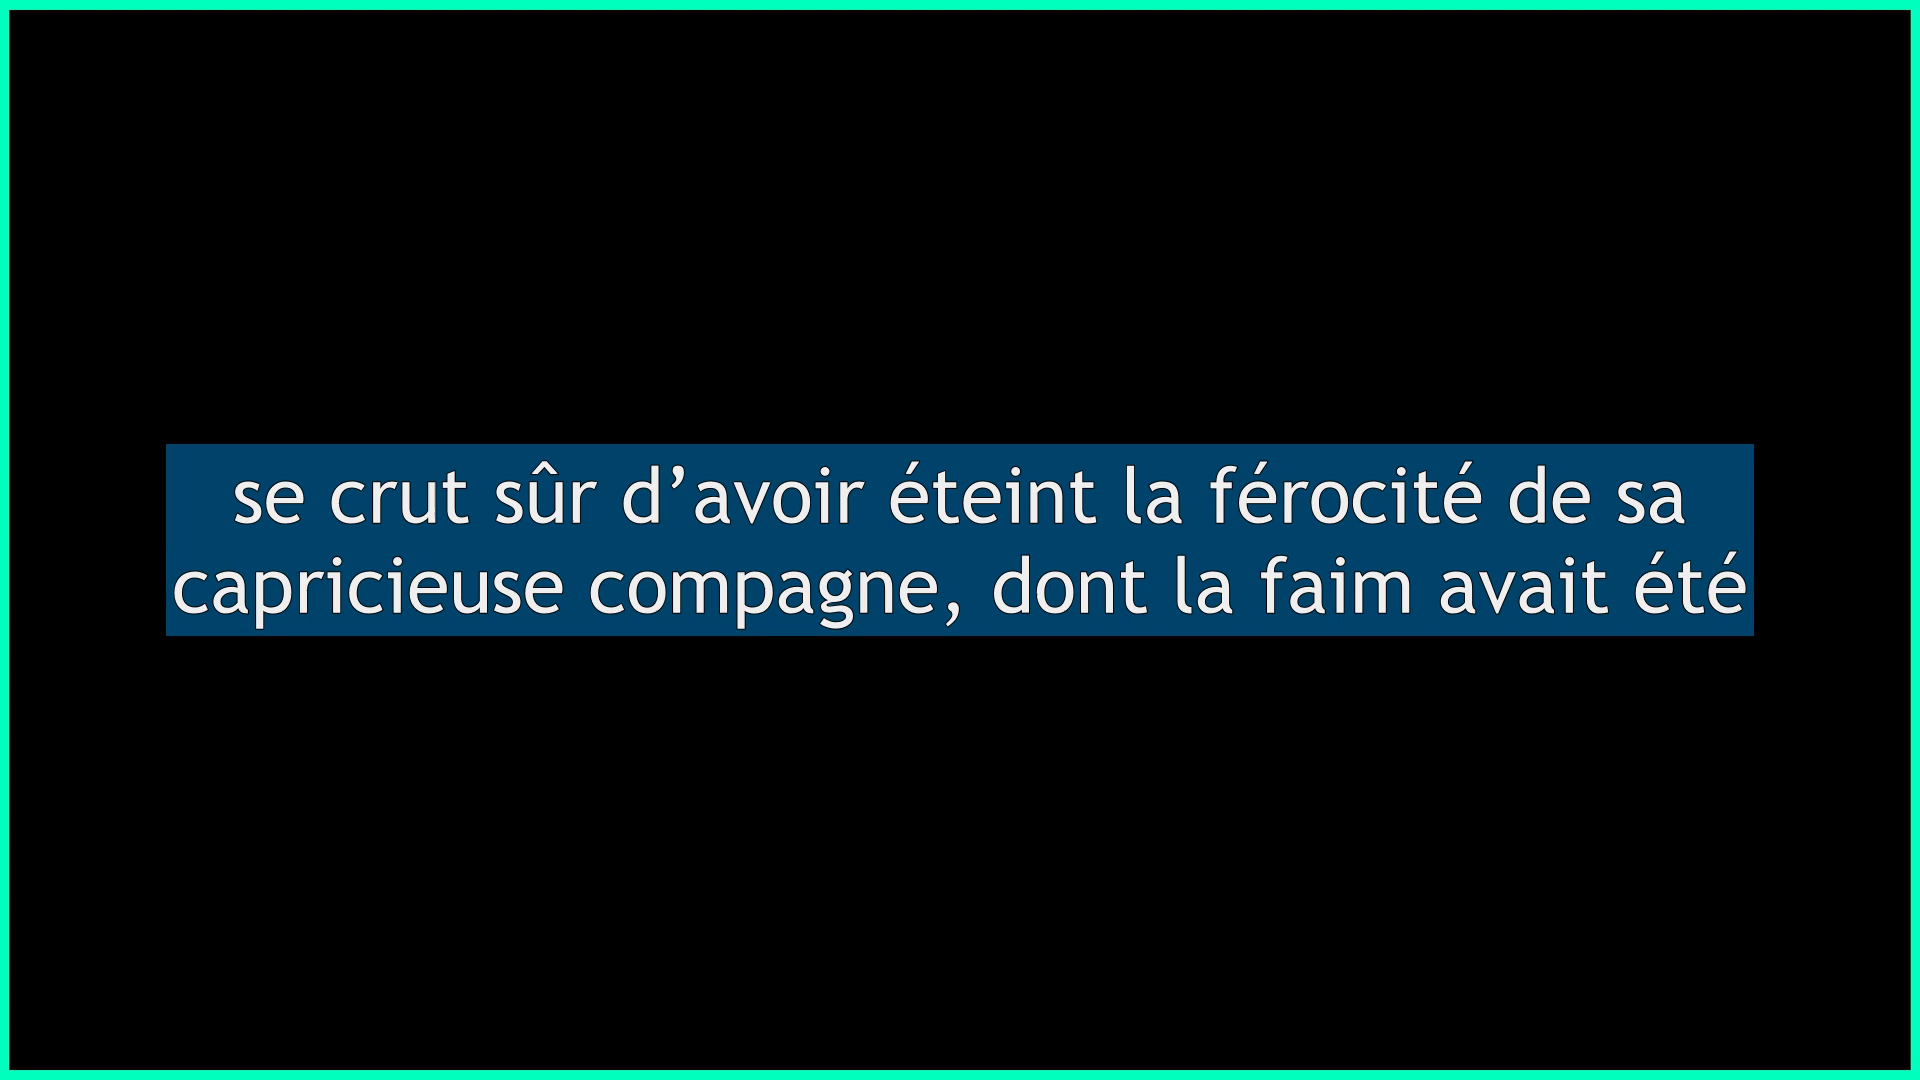 se crut sûr d’avoir éteint la férocité de sa
capricieuse compagne, dont la faim avait été